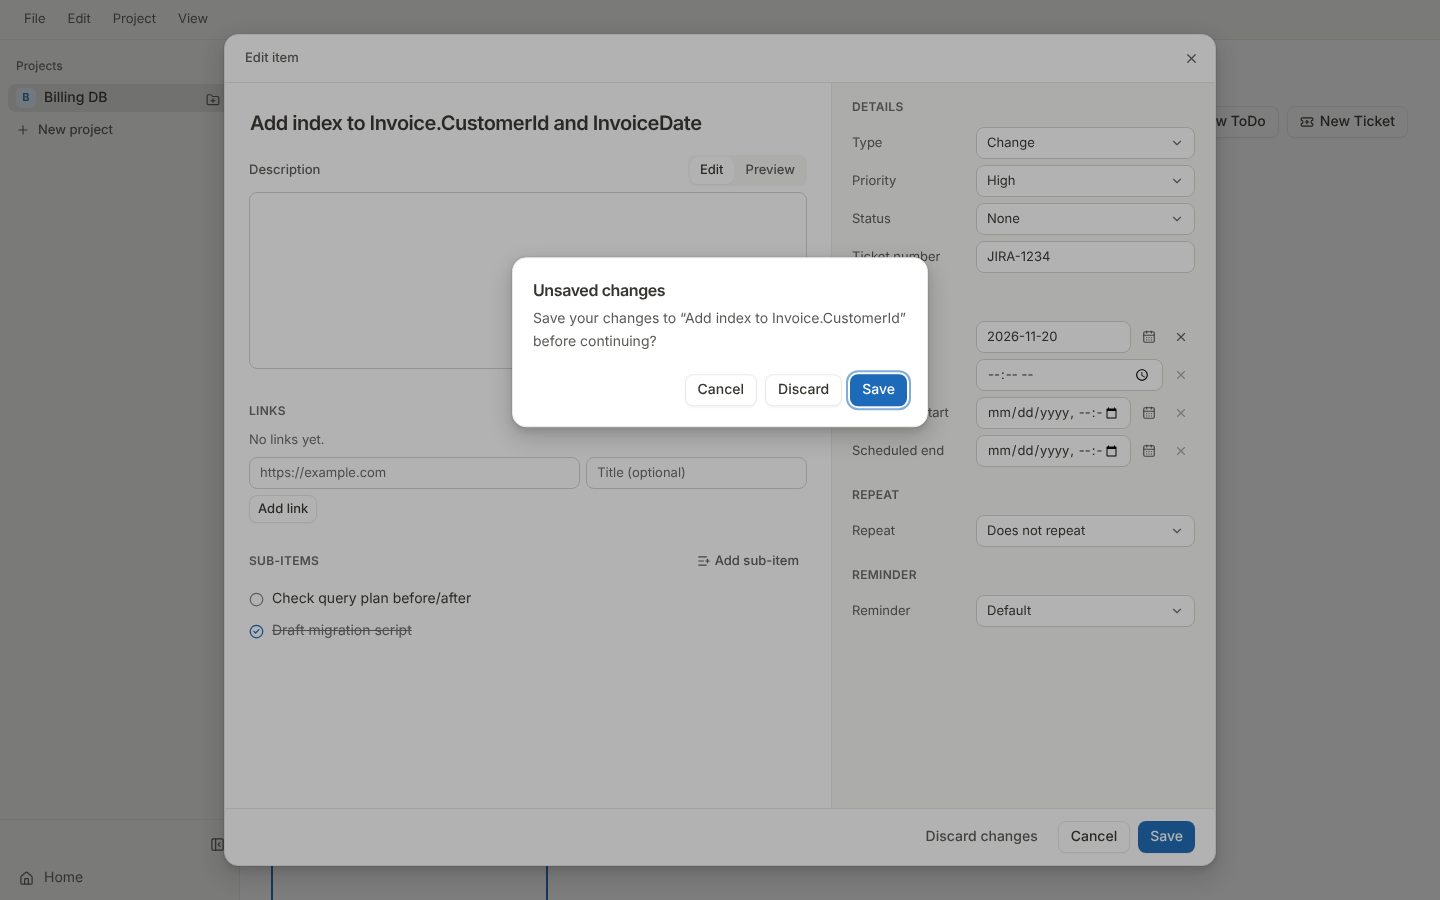 File Edit Project View
Projects
B Billing DB
New project
Home
w ToDo
New Ticket
Edit item
Add index to Invoice.CustomerId and InvoiceDate
Description
Edit Preview
LINKS
No links yet.
https://example.com
Title (optional)
Add link
SUB-ITEMS
Add sub-item
Check query plan before/after
Draft migration script
DETAILS
Type Change
Priority High
Status None
Ticket number JIRA-1234
2026-11-20
--:-- --
tart mm/dd/yyyy, --:-
Scheduled end mm/dd/yyyy, --:-
REPEAT
Repeat Does not repeat
REMINDER
Reminder Default
Discard changes Cancel Save
Unsaved changes
Save your changes to “Add index to Invoice.CustomerId”
before continuing?
Cancel Discard Save